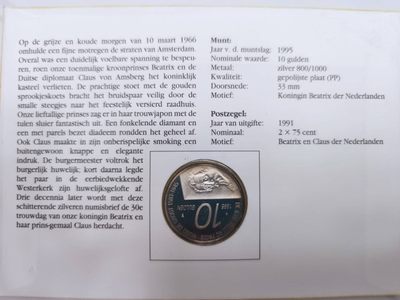 Op de grijze en koude morgen van 10 maart 1966
omhulde een fijne motregen de straten van Amsterdam.
Overal was een duidelijk voelbare spanning te bespeu-
ren, roen onze toenmalige kroonprinses Beatrix en de
Duitse diplomaat Claus von Amsberg het koninklijk
kasteel verlieten. De prachtige stoet met de gouden
sprookjeskoets bracht het bruidspaar veilig door de
smalle steegjes naar het feestelijk versierd raadhuis.
Onze lieftallige prinses zag er in haar trouwjapon met de
tulen sluier fantastisch uit. Een fonkelende diamant en
een met parels bezet diadeem rondden het geheel af.
Ook Claus maakte in zijn onberispelijke smoking een
buitengewoon knappe en elegante
indruk. De burgermeester voltrok het
burgerlijk huwelijk, kort daarna legde
het paar in de eerbiedwekkende
Westerkerk zijn huwelijksgelofte af.
Drie decennia later wordt met deze
schitterende zilveren numisbrief de 30e
trouwdag van onze koningin Beatrix en
haar prins-gemaal Claus herdacht.
Munt:
Jaar v. d. muntslag: 1995
Nominale waarde: 10 gulden
Metaal: zilver 800/1000
Kwaliteit: gepolijste plaat (PP)
Doorsnede: 33 mm
Motief: Koningin Beatrix der Nederlanden
Postzegel:
Jaar van uitgifte: 1991
Nominaal: 2 × 75 cent
Motief: Beatrix en Claus der Nederlanden
10
GULDEN
1995